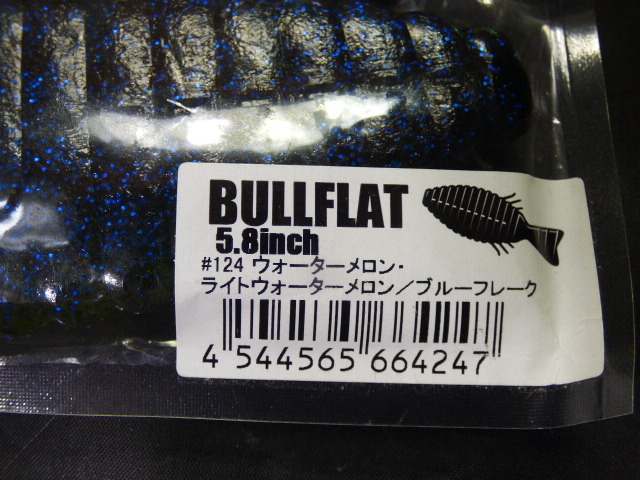 BULLFLAT
5.8inch
#124 ウォーターメロン・
ライトウォーターメロン／ブルーフレーク
4 544565 664247